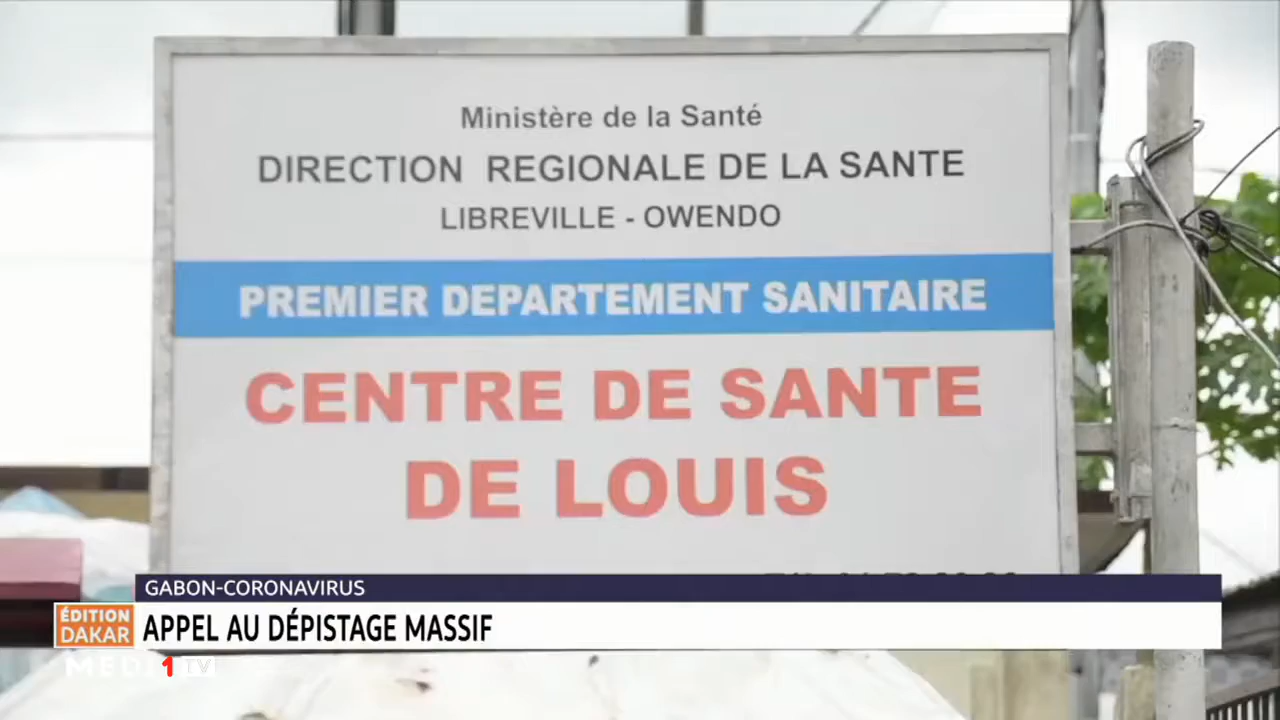 Ministère de la Santé
DIRECTION REGIONALE DE LA SANTE
LIBREVILLE - OWENDO
PREMIER DEPARTEMENT SANITAIRE
CENTRE DE SANTE
DE LOUIS
GABON-CORONAVIRUS
ÉDITION
DAKAR
APPEL AU DÉPISTAGE MASSIF
MEDI1TV